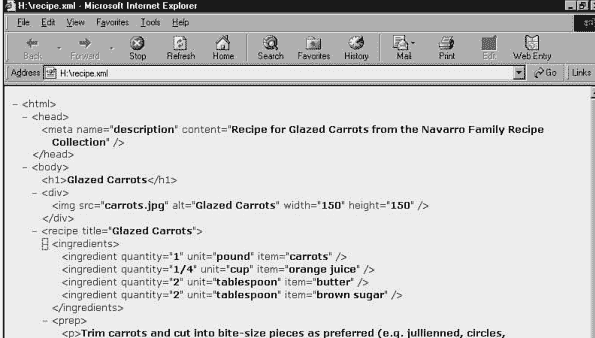 H:\recipe.xml - Microsoft Internet Explorer
File Edit View Favorites Tools Help
Back Forward Stop Refresh Home Search Favorites History Mail Print Edit Web Entry
Address H:\recipe.xml Go Links
- <html>
- <head>
<meta name="description" content="Recipe for Glazed Carrots from the Navarro Family Recipe
Collection" />
</head>
- <body>
<h1>Glazed Carrots</h1>
- <div>
<img src="carrots.jpg" alt="Glazed Carrots" width="150" height="150" />
</div>
- <recipe title="Glazed Carrots">
- <ingredients>
<ingredient quantity="1" unit="pound" item="carrots" />
<ingredient quantity="1/4" unit="cup" item="orange juice" />
<ingredient quantity="2" unit="tablespoon" item="butter" />
<ingredient quantity="2" unit="tablespoon" item="brown sugar" />
</ingredients>
- <prep>
<p>Trim carrots and cut into bite-size pieces as preferred (e.g. jullienned, circles,